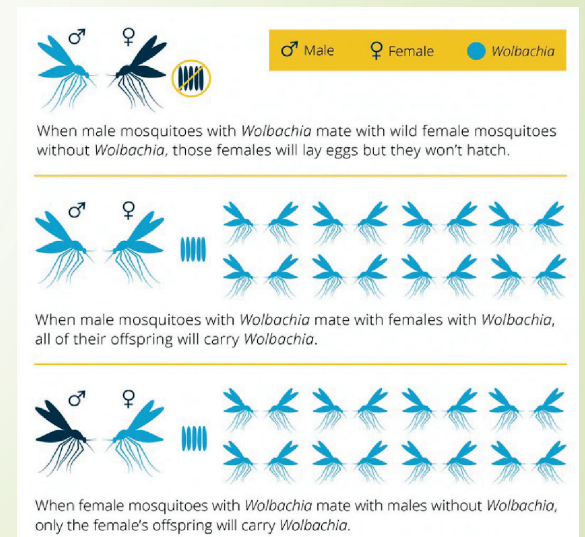 ♂ Male ♀ Female Wolbachia
♂ ♀
When male mosquitoes with Wolbachia mate with wild female mosquitoes
without Wolbachia, those females will lay eggs but they won't hatch.
♂ ♀
When male mosquitoes with Wolbachia mate with females with Wolbachia,
all of their offspring will carry Wolbachia.
♂ ♀
When female mosquitoes with Wolbachia mate with males without Wolbachia,
only the female's offspring will carry Wolbachia.